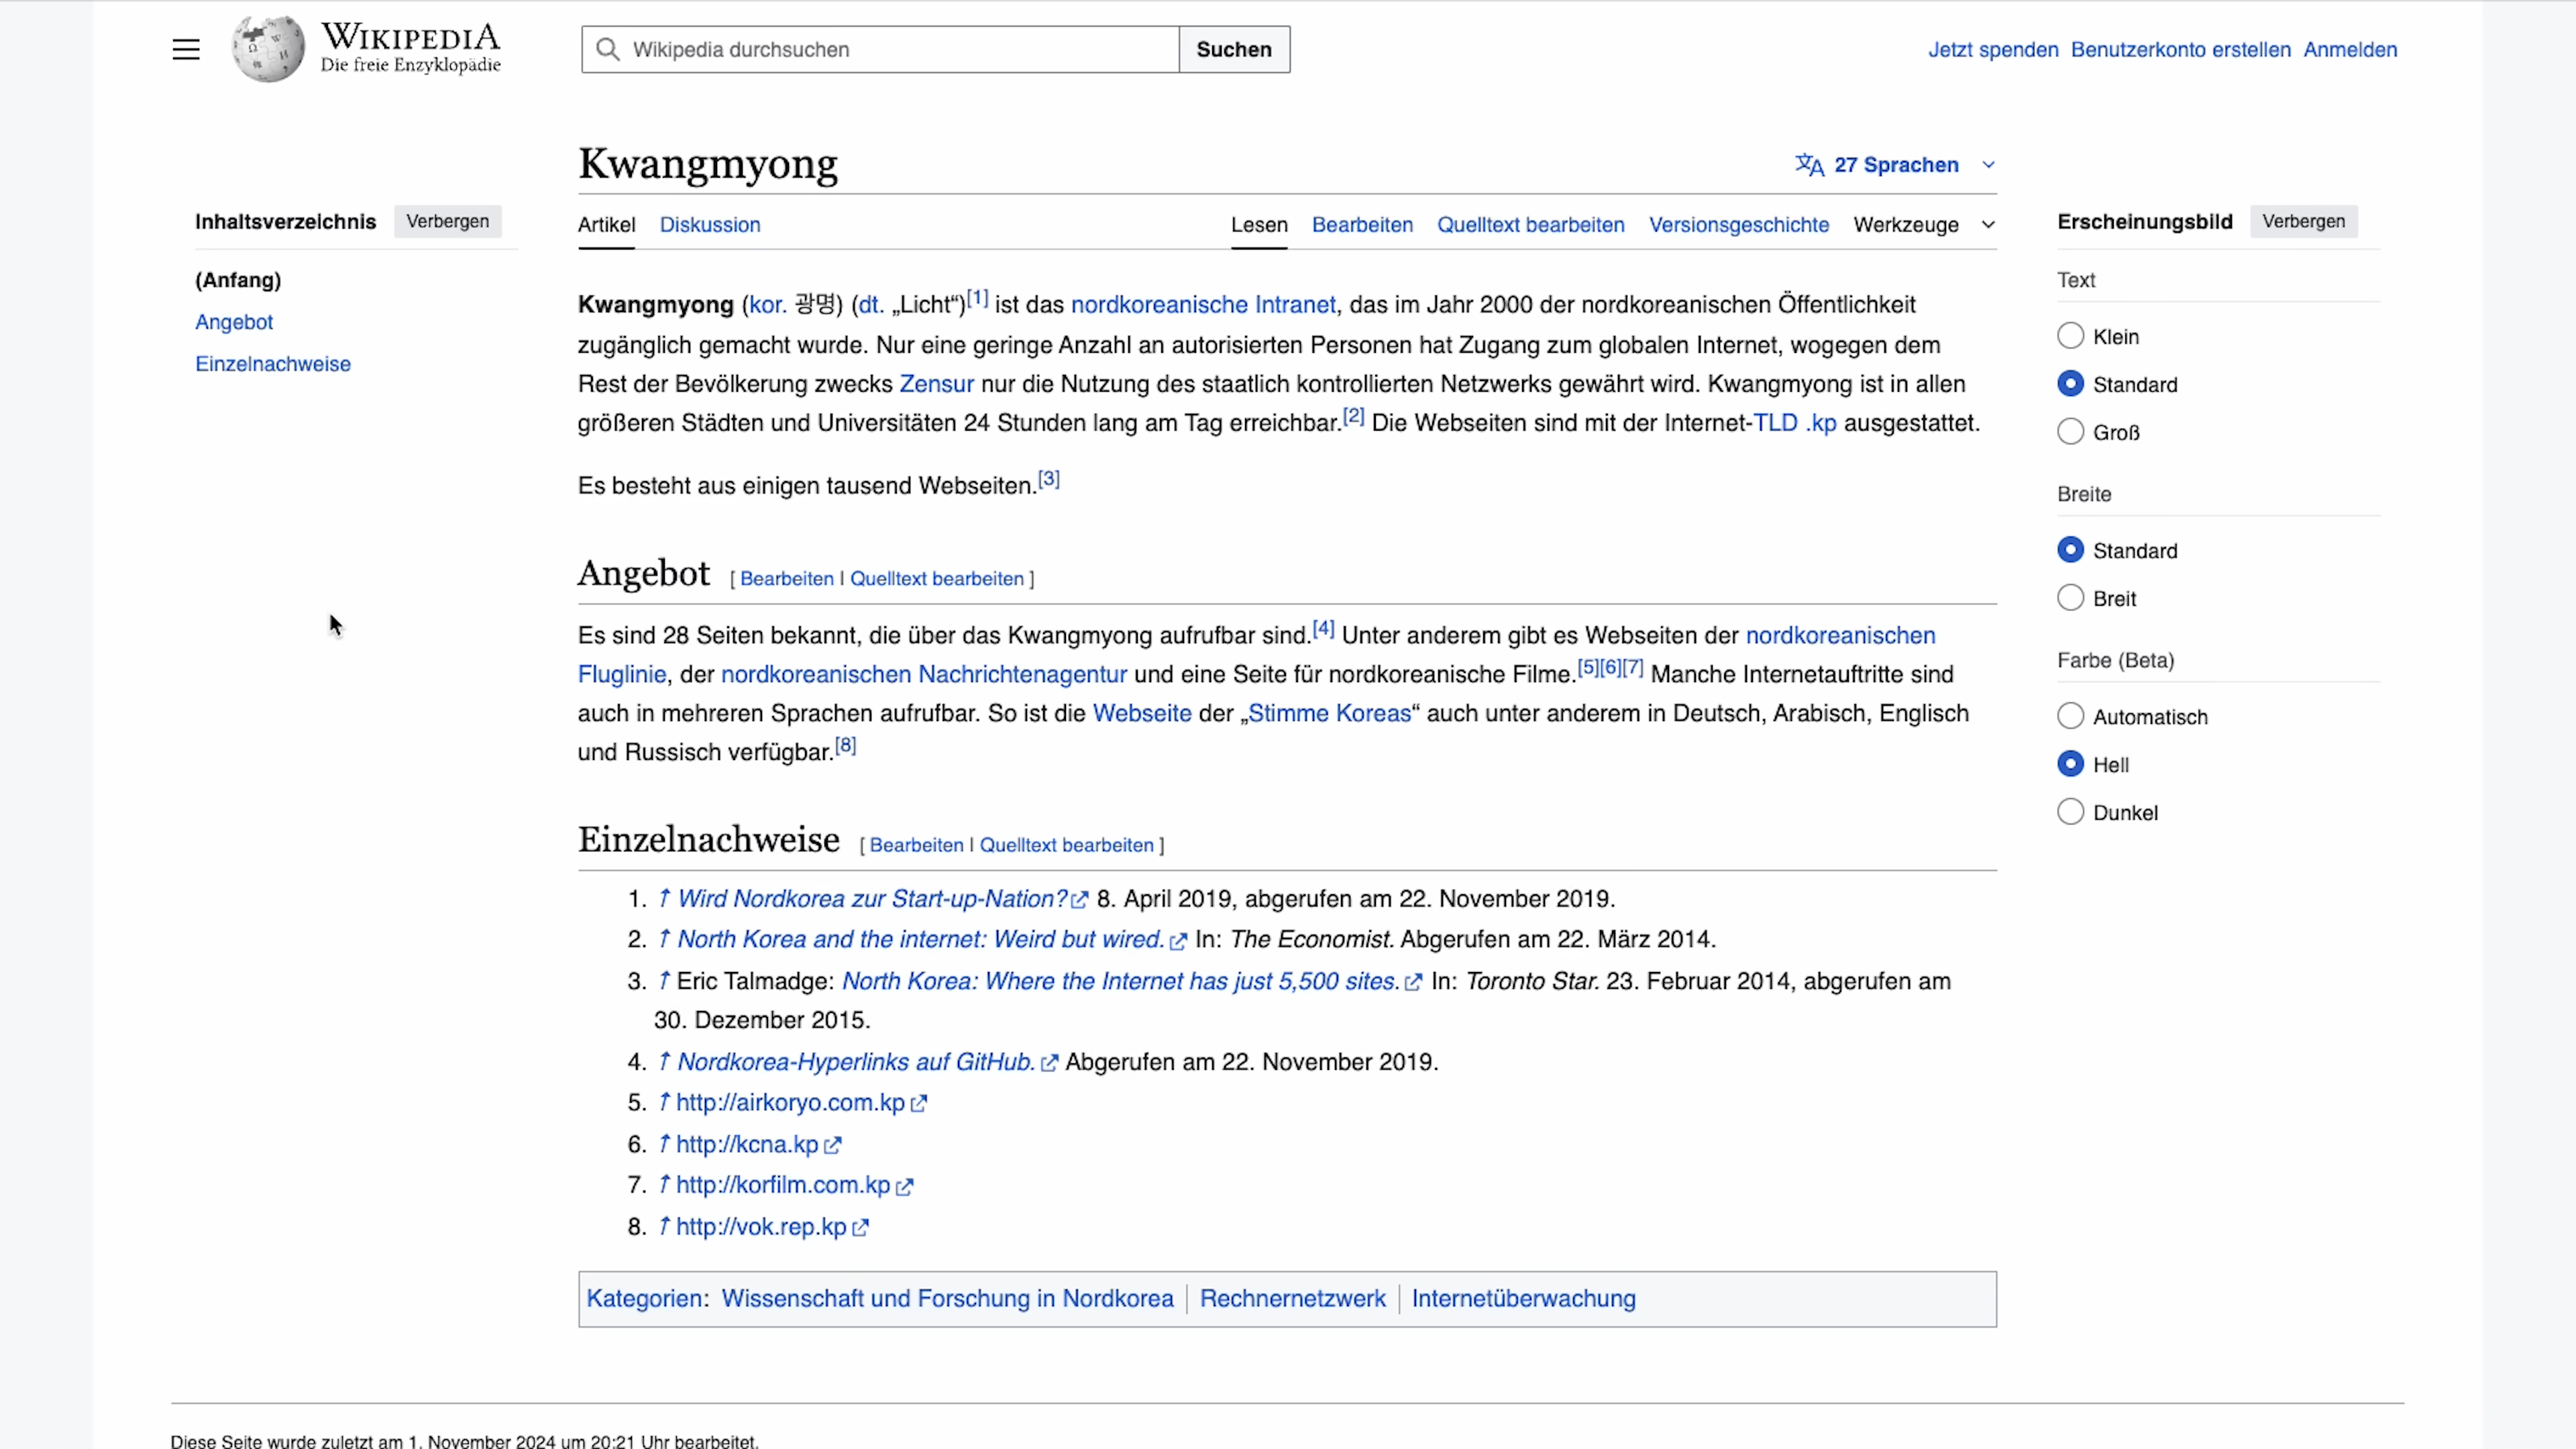 WIKIPEDIA
Die freie Enzyklopädie
Wikipedia durchsuchen
Suchen
Jetzt spenden Benutzerkonto erstellen Anmelden
Inhaltsverzeichnis Verbergen
(Anfang)
Angebot
Einzelnachweise
Kwangmyong
27 Sprachen
Artikel Diskussion Lesen Bearbeiten Quelltext bearbeiten Versionsgeschichte Werkzeuge
Kwangmyong (kor. 광명) (dt. „Licht“)[1] ist das nordkoreanische Intranet, das im Jahr 2000 der nordkoreanischen Öffentlichkeit
zugänglich gemacht wurde. Nur eine geringe Anzahl an autorisierten Personen hat Zugang zum globalen Internet, wogegen dem
Rest der Bevölkerung zwecks Zensur nur die Nutzung des staatlich kontrollierten Netzwerks gewährt wird. Kwangmyong ist in allen
größeren Städten und Universitäten 24 Stunden lang am Tag erreichbar.[2] Die Webseiten sind mit der Internet-TLD .kp ausgestattet.
Es besteht aus einigen tausend Webseiten.[3]
Angebot [ Bearbeiten | Quelltext bearbeiten ]
Es sind 28 Seiten bekannt, die über das Kwangmyong aufrufbar sind.[4] Unter anderem gibt es Webseiten der nordkoreanischen
Fluglinie, der nordkoreanischen Nachrichtenagentur und eine Seite für nordkoreanische Filme.[5][6][7] Manche Internetauftritte sind
auch in mehreren Sprachen aufrufbar. So ist die Webseite der „Stimme Koreas“ auch unter anderem in Deutsch, Arabisch, Englisch
und Russisch verfügbar.[8]
Einzelnachweise [ Bearbeiten | Quelltext bearbeiten ]
1. ↑ Wird Nordkorea zur Start-up-Nation? 8. April 2019, abgerufen am 22. November 2019.
2. ↑ North Korea and the internet: Weird but wired. In: The Economist. Abgerufen am 22. März 2014.
3. ↑ Eric Talmadge: North Korea: Where the Internet has just 5,500 sites. In: Toronto Star. 23. Februar 2014, abgerufen am
30. Dezember 2015.
4. ↑ Nordkorea-Hyperlinks auf GitHub. Abgerufen am 22. November 2019.
5. ↑ http://airkoryo.com.kp
6. ↑ http://kcna.kp
7. ↑ http://korfilm.com.kp
8. ↑ http://vok.rep.kp
Kategorien: Wissenschaft und Forschung in Nordkorea | Rechnernetzwerk | Internetüberwachung
Erscheinungsbild Verbergen
Text
Klein
Standard
Groß
Breite
Standard
Breit
Farbe (Beta)
Automatisch
Hell
Dunkel
Diese Seite wurde zuletzt am 1. November 2024 um 20:21 Uhr bearbeitet.